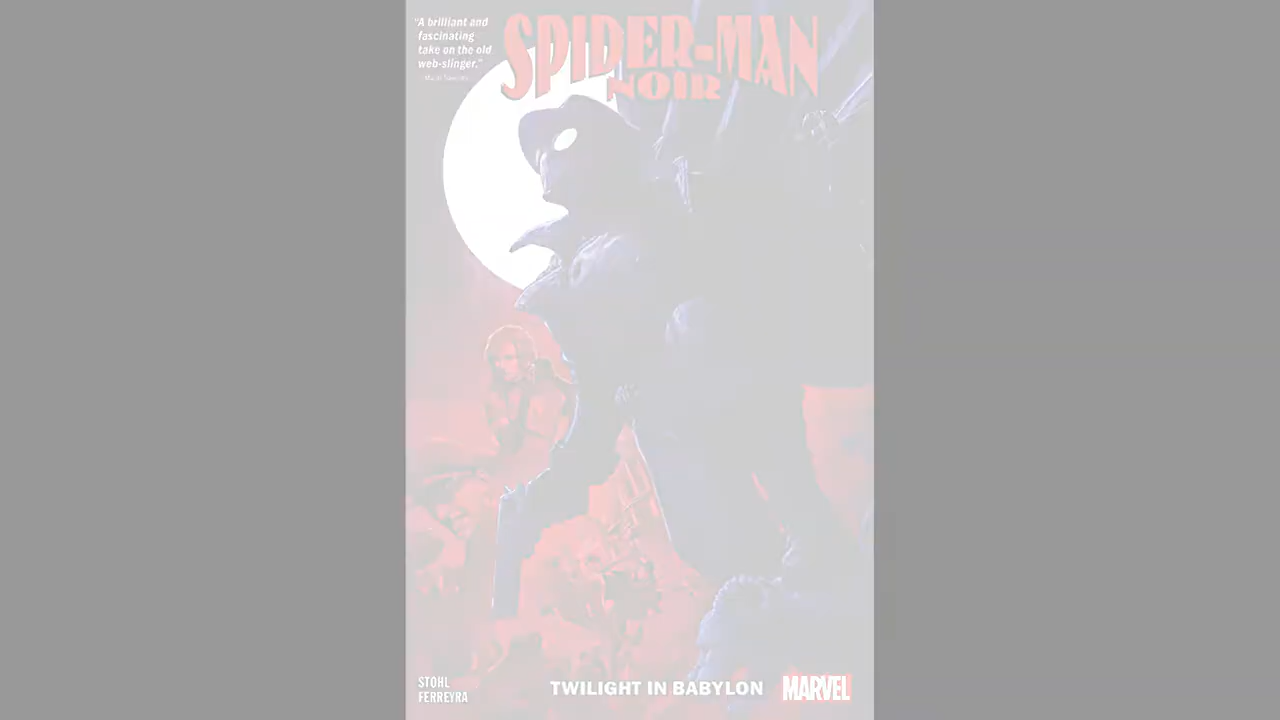 "A brilliant and
fascinating
take on the old
web-slinger."
SPIDER-MAN
NOIR
STOHL
FERREYRA
TWILIGHT IN BABYLON
MARVEL